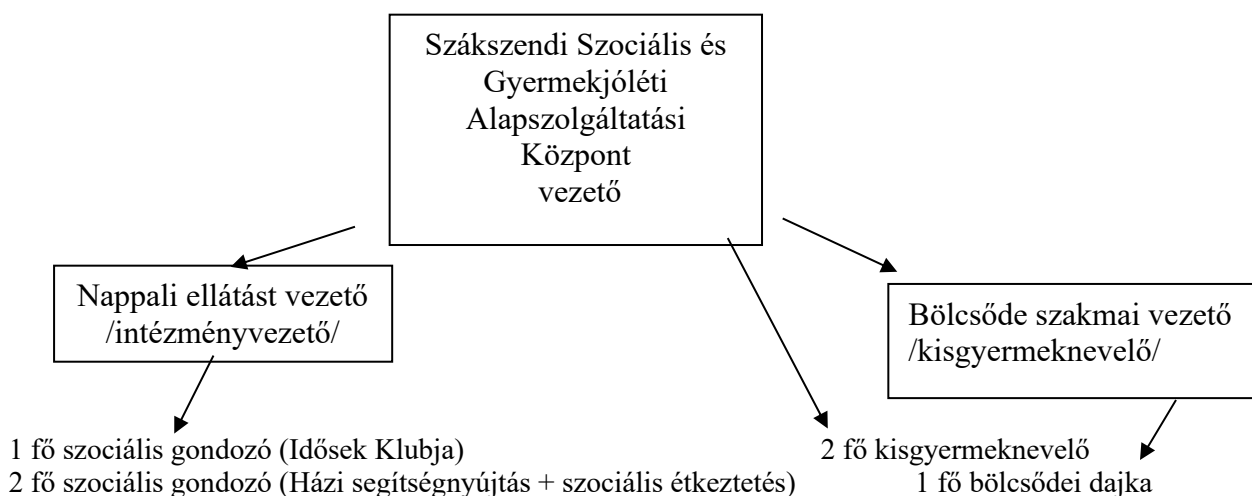 Szákszendi Szociális és
Gyermekjóléti
Alapszolgáltatási
Központ
vezető
Nappali ellátást vezető
/intézményvezető/
Bölcsőde szakmai vezető
/kisgyermeknevelő/
1 fő szociális gondozó (Idősek Klubja)
2 fő szociális gondozó (Házi segítségnyújtás + szociális étkeztetés)
2 fő kisgyermeknevelő
1 fő bölcsődei dajka